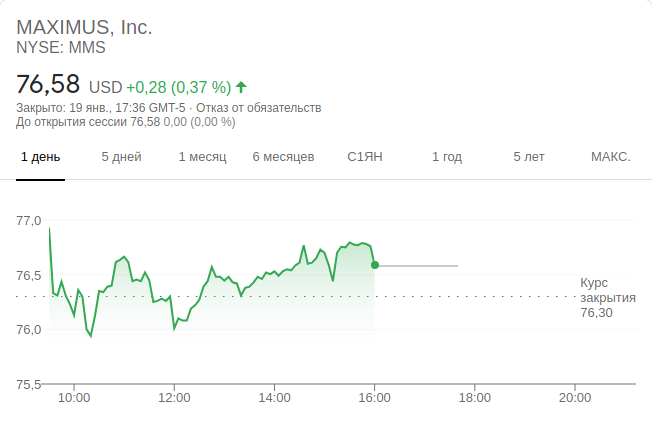 MAXIMUS, Inc.
NYSE: MMS
76,58 USD +0,28 (0,37 %)
Закрыто: 19 янв., 17:36 GMT-5 · Отказ от обязательств
До открытия сессии 76,58 0,00 (0,00 %)
1 день 5 дней 1 месяц 6 месяцев С1ЯН 1 год 5 лет МАКС.
77,0
76,5
Курс
закрытия
76,30
76,0
75,5
10:00 12:00 14:00 16:00 18:00 20:00